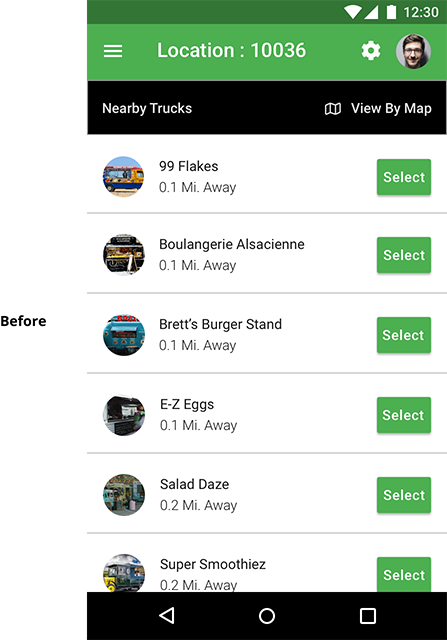 12:30
Location : 10036
Nearby Trucks View By Map
99 Flakes
0.1 Mi. Away
Select
Boulangerie Alsacienne
0.1 Mi. Away
Select
Before
Brett’s Burger Stand
0.1 Mi. Away
Select
E-Z Eggs
0.1 Mi. Away
Select
Salad Daze
0.2 Mi. Away
Select
Super Smoothiez
0.2 Mi. Away
Select